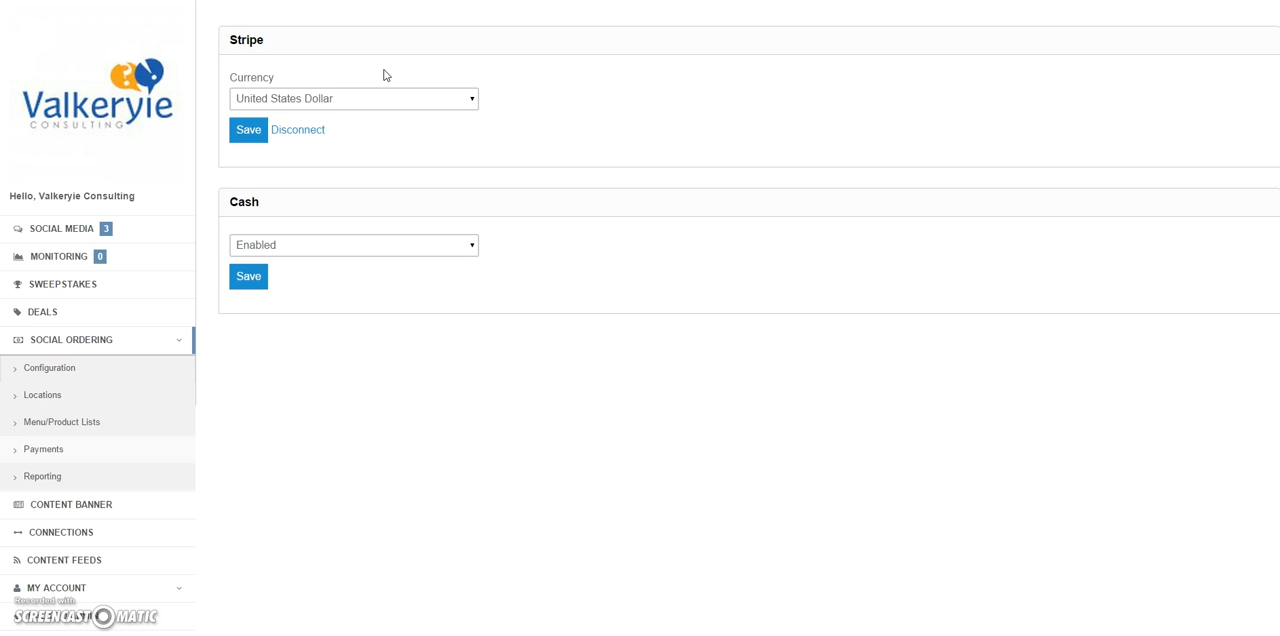 Valkeryie
CONSULTING
Hello, Valkeryie Consulting
SOCIAL MEDIA 3
MONITORING 0
SWEEPSTAKES
DEALS
SOCIAL ORDERING
Configuration
Locations
Menu/Product Lists
Payments
Reporting
CONTENT BANNER
CONNECTIONS
CONTENT FEEDS
MY ACCOUNT
Recorded with
SCREENCAST MATIC
Stripe
Currency
United States Dollar
Save Disconnect
Cash
Enabled
Save